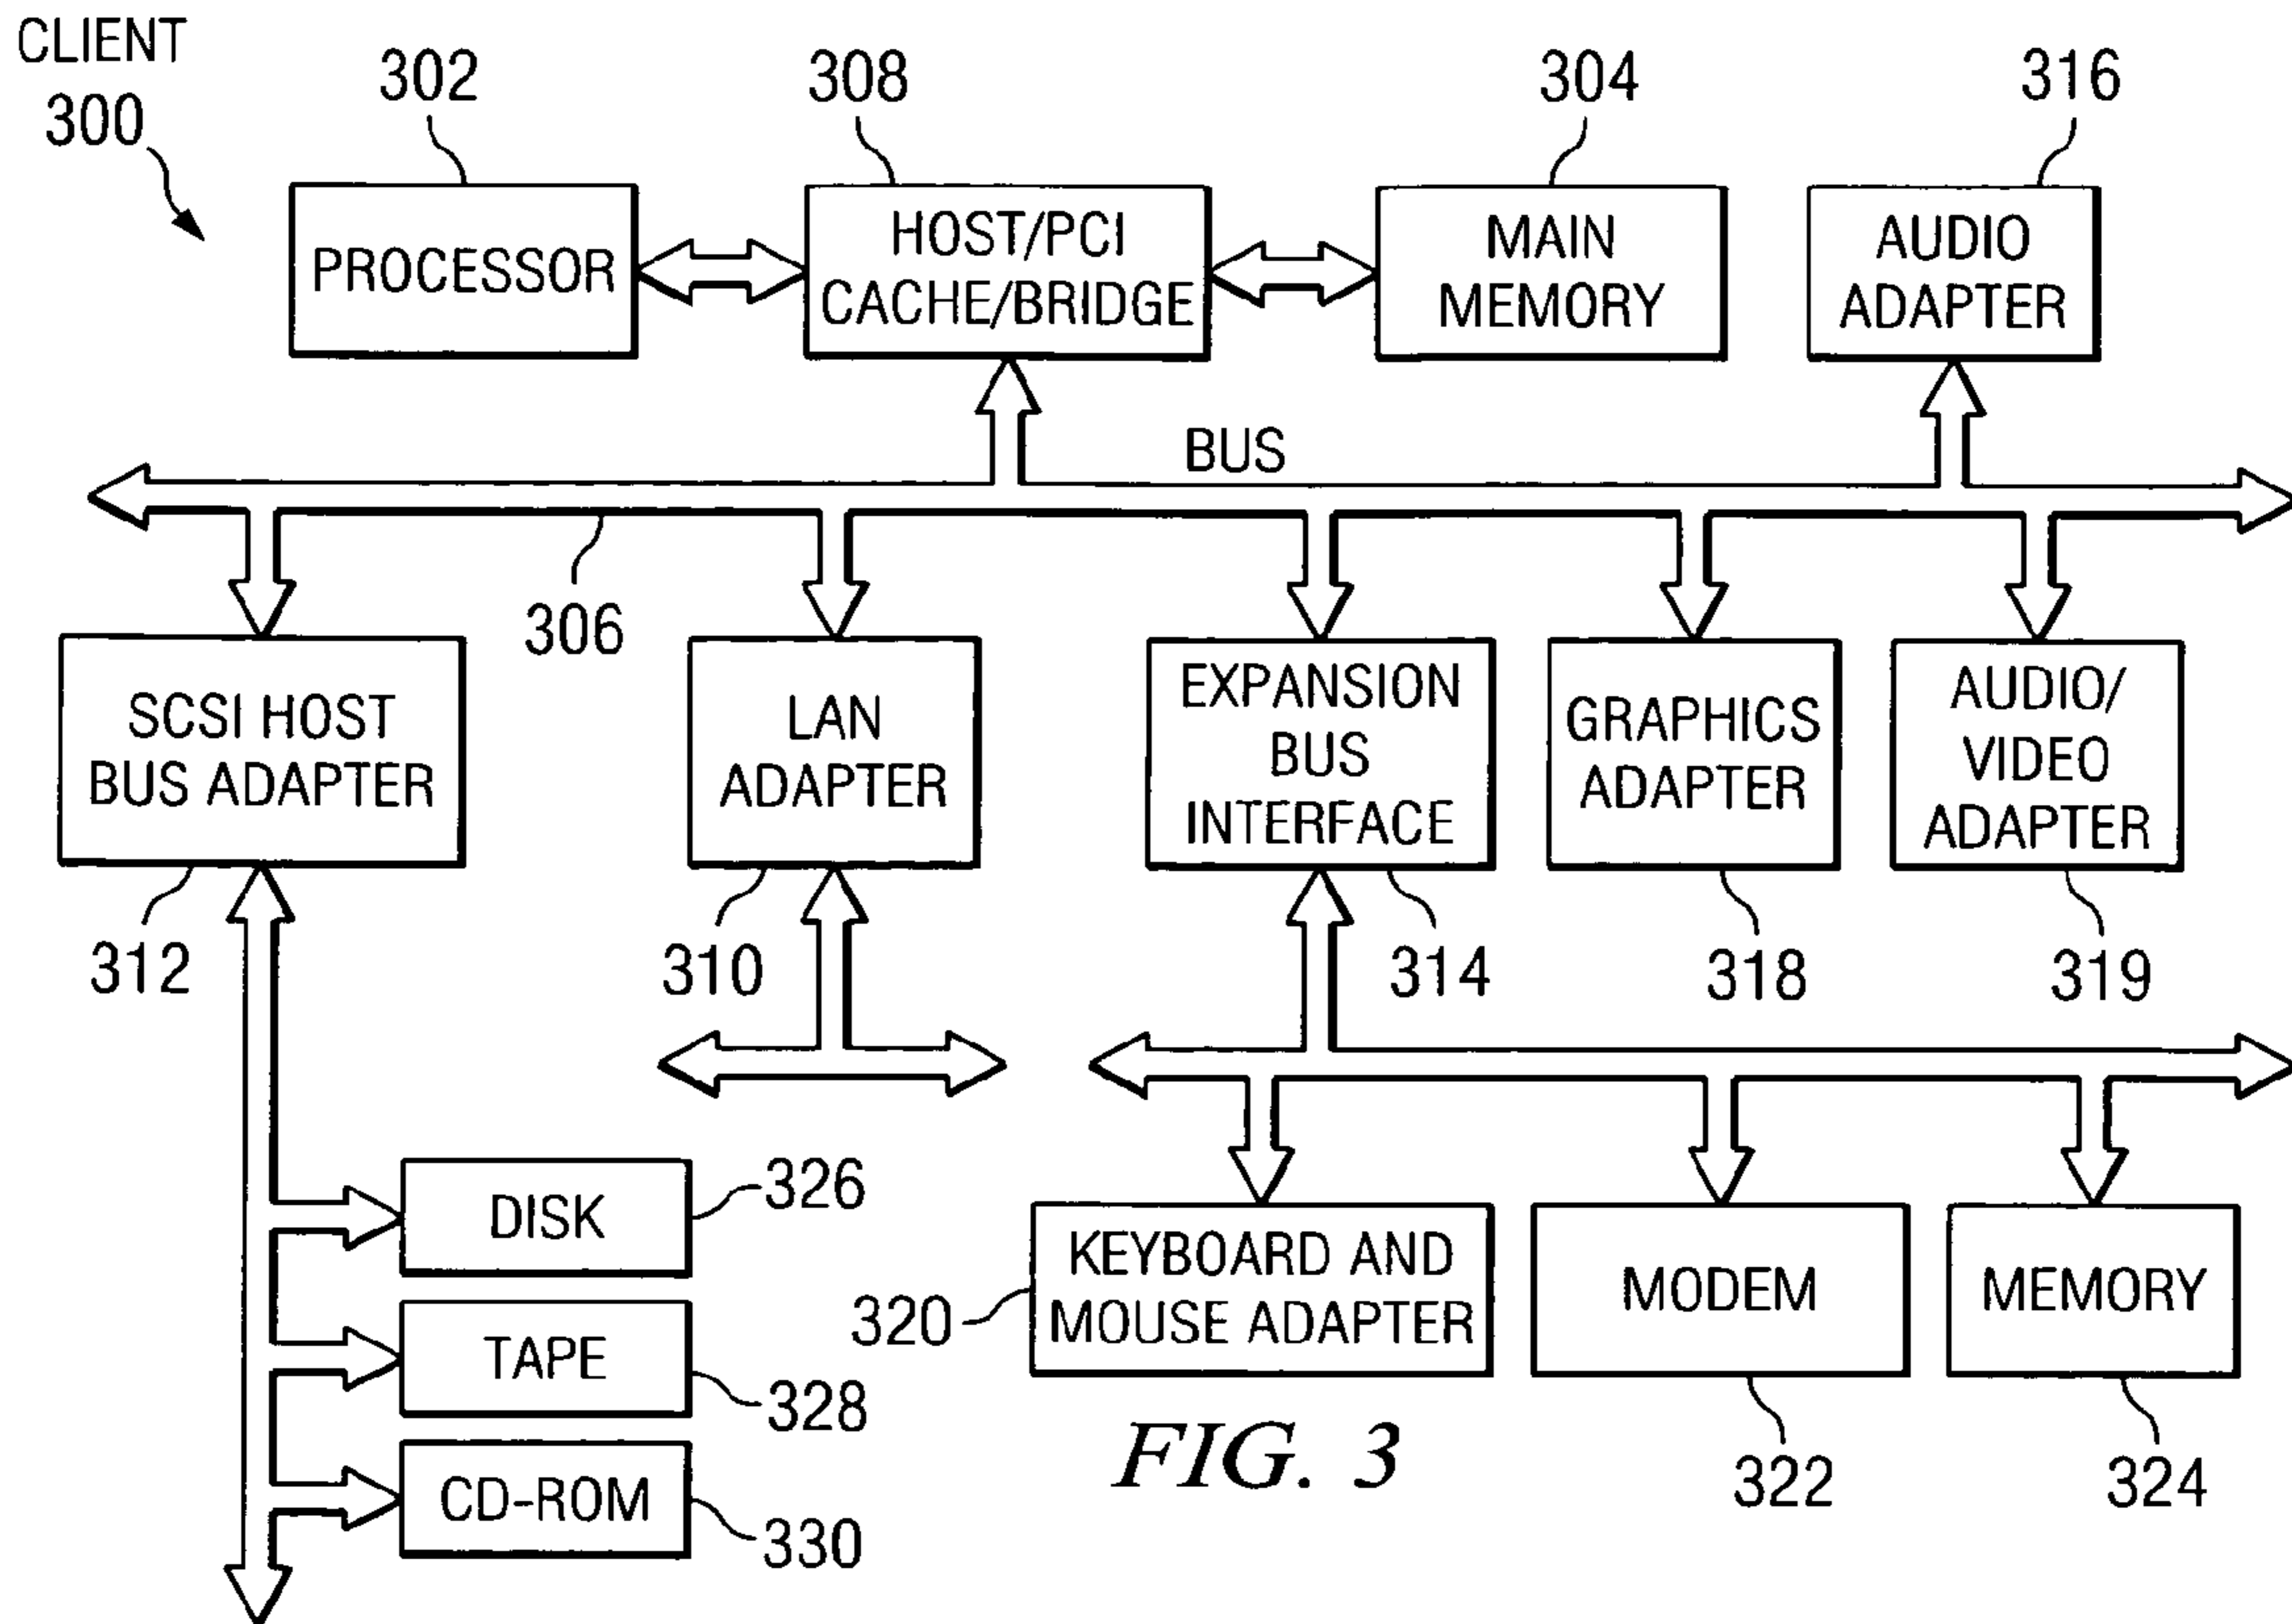 CLIENT
300
302
308
304
316
PROCESSOR
HOST/PCI
CACHE/BRIDGE
MAIN
MEMORY
AUDIO
ADAPTER
BUS
306
SCSI HOST
BUS ADAPTER
LAN
ADAPTER
EXPANSION
BUS
INTERFACE
GRAPHICS
ADAPTER
AUDIO/
VIDEO
ADAPTER
312
310
314
318
319
DISK
326
TAPE
328
CD-ROM
330
320
KEYBOARD AND
MOUSE ADAPTER
MODEM
MEMORY
322
324
FIG. 3